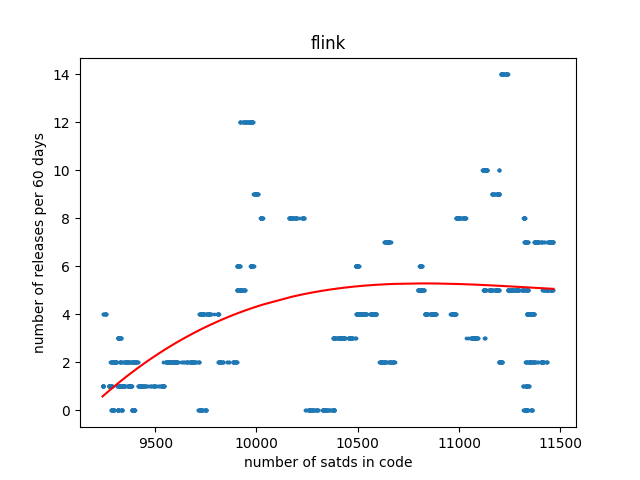 flink
14
12
10
8
6
4
2
0
number of releases per 60 days
9500 10000 10500 11000 11500
number of satds in code